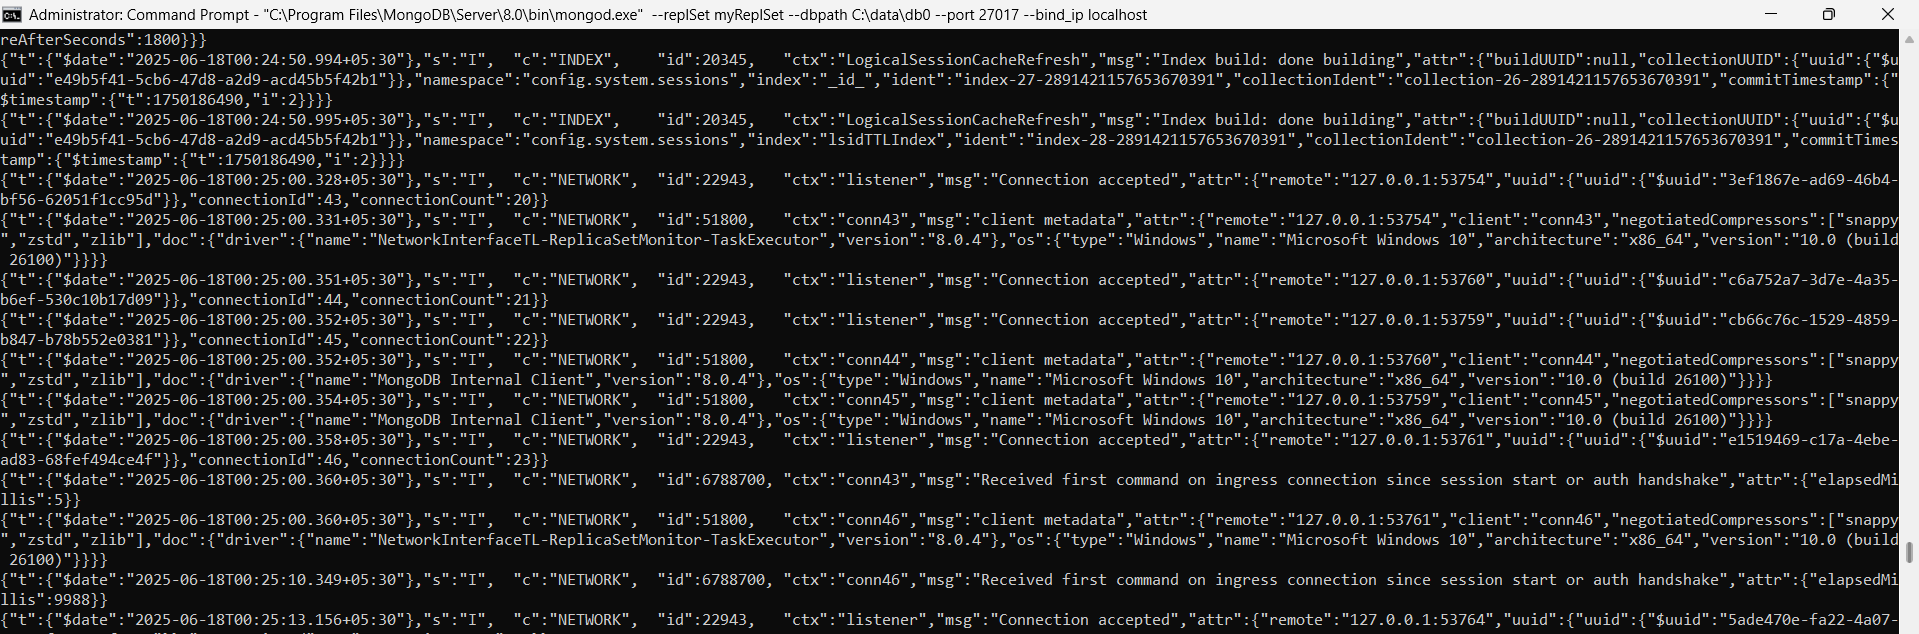 Administrator: Command Prompt - "C:\Program Files\MongoDB\Server\8.0\bin\mongod.exe"  --replSet myReplSet --dbpath C:\data\db0 --port 27017 --bind_ip localhost
reAfterSeconds":1800}}}
{"t":{"$date":"2025-06-18T00:24:50.994+05:30"},"s":"I",  "c":"INDEX",    "id":20345,   "ctx":"LogicalSessionCacheRefresh","msg":"Index build: done building","attr":{"buildUUID":null,"collectionUUID":{"uuid":{"$u
uid":"e49b5f41-5cb6-47d8-a2d9-acd45b5f42b1"}},"namespace":"config.system.sessions","index":"_id_","ident":"index-27-2891421157653670391","collectionIdent":"collection-26-2891421157653670391","commitTimestamp":{"
$timestamp":{"t":1750186490,"i":2}}}}
{"t":{"$date":"2025-06-18T00:24:50.995+05:30"},"s":"I",  "c":"INDEX",    "id":20345,   "ctx":"LogicalSessionCacheRefresh","msg":"Index build: done building","attr":{"buildUUID":null,"collectionUUID":{"uuid":{"$u
uid":"e49b5f41-5cb6-47d8-a2d9-acd45b5f42b1"}},"namespace":"config.system.sessions","index":"lsidTTLIndex","ident":"index-28-2891421157653670391","collectionIdent":"collection-26-2891421157653670391","commitTimes
tamp":{"$timestamp":{"t":1750186490,"i":2}}}}
{"t":{"$date":"2025-06-18T00:25:00.328+05:30"},"s":"I",  "c":"NETWORK",  "id":22943,   "ctx":"listener","msg":"Connection accepted","attr":{"remote":"127.0.0.1:53754","uuid":{"uuid":{"$uuid":"3ef1867e-ad69-46b4-
bf56-62051f1cc95d"}},"connectionId":43,"connectionCount":20}}
{"t":{"$date":"2025-06-18T00:25:00.331+05:30"},"s":"I",  "c":"NETWORK",  "id":51800,   "ctx":"conn43","msg":"client metadata","attr":{"remote":"127.0.0.1:53754","client":"conn43","negotiatedCompressors":["snappy
","zstd","zlib"],"doc":{"driver":{"name":"NetworkInterfaceTL-ReplicaSetMonitor-TaskExecutor","version":"8.0.4"},"os":{"type":"Windows","name":"Microsoft Windows 10","architecture":"x86_64","version":"10.0 (build
 26100)"}}}}
{"t":{"$date":"2025-06-18T00:25:00.351+05:30"},"s":"I",  "c":"NETWORK",  "id":22943,   "ctx":"listener","msg":"Connection accepted","attr":{"remote":"127.0.0.1:53760","uuid":{"uuid":{"$uuid":"c6a752a7-3d7e-4a35-
b6ef-530c10b17d09"}},"connectionId":44,"connectionCount":21}}
{"t":{"$date":"2025-06-18T00:25:00.352+05:30"},"s":"I",  "c":"NETWORK",  "id":22943,   "ctx":"listener","msg":"Connection accepted","attr":{"remote":"127.0.0.1:53759","uuid":{"uuid":{"$uuid":"cb66c76c-1529-4859-
b847-b78b552e0381"}},"connectionId":45,"connectionCount":22}}
{"t":{"$date":"2025-06-18T00:25:00.352+05:30"},"s":"I",  "c":"NETWORK",  "id":51800,   "ctx":"conn44","msg":"client metadata","attr":{"remote":"127.0.0.1:53760","client":"conn44","negotiatedCompressors":["snappy
","zstd","zlib"],"doc":{"driver":{"name":"MongoDB Internal Client","version":"8.0.4"},"os":{"type":"Windows","name":"Microsoft Windows 10","architecture":"x86_64","version":"10.0 (build 26100)"}}}}
{"t":{"$date":"2025-06-18T00:25:00.354+05:30"},"s":"I",  "c":"NETWORK",  "id":51800,   "ctx":"conn45","msg":"client metadata","attr":{"remote":"127.0.0.1:53759","client":"conn45","negotiatedCompressors":["snappy
","zstd","zlib"],"doc":{"driver":{"name":"MongoDB Internal Client","version":"8.0.4"},"os":{"type":"Windows","name":"Microsoft Windows 10","architecture":"x86_64","version":"10.0 (build 26100)"}}}}
{"t":{"$date":"2025-06-18T00:25:00.358+05:30"},"s":"I",  "c":"NETWORK",  "id":22943,   "ctx":"listener","msg":"Connection accepted","attr":{"remote":"127.0.0.1:53761","uuid":{"uuid":{"$uuid":"e1519469-c17a-4ebe-
ad83-68fef494ce4f"}},"connectionId":46,"connectionCount":23}}
{"t":{"$date":"2025-06-18T00:25:00.360+05:30"},"s":"I",  "c":"NETWORK",  "id":6788700, "ctx":"conn43","msg":"Received first command on ingress connection since session start or auth handshake","attr":{"elapsedMi
llis":5}}
{"t":{"$date":"2025-06-18T00:25:00.360+05:30"},"s":"I",  "c":"NETWORK",  "id":51800,   "ctx":"conn46","msg":"client metadata","attr":{"remote":"127.0.0.1:53761","client":"conn46","negotiatedCompressors":["snappy
","zstd","zlib"],"doc":{"driver":{"name":"NetworkInterfaceTL-ReplicaSetMonitor-TaskExecutor","version":"8.0.4"},"os":{"type":"Windows","name":"Microsoft Windows 10","architecture":"x86_64","version":"10.0 (build
 26100)"}}}}
{"t":{"$date":"2025-06-18T00:25:10.349+05:30"},"s":"I",  "c":"NETWORK",  "id":6788700, "ctx":"conn46","msg":"Received first command on ingress connection since session start or auth handshake","attr":{"elapsedMi
llis":9988}}
{"t":{"$date":"2025-06-18T00:25:13.156+05:30"},"s":"I",  "c":"NETWORK",  "id":22943,   "ctx":"listener","msg":"Connection accepted","attr":{"remote":"127.0.0.1:53764","uuid":{"uuid":{"$uuid":"5ade470e-fa22-4a07-